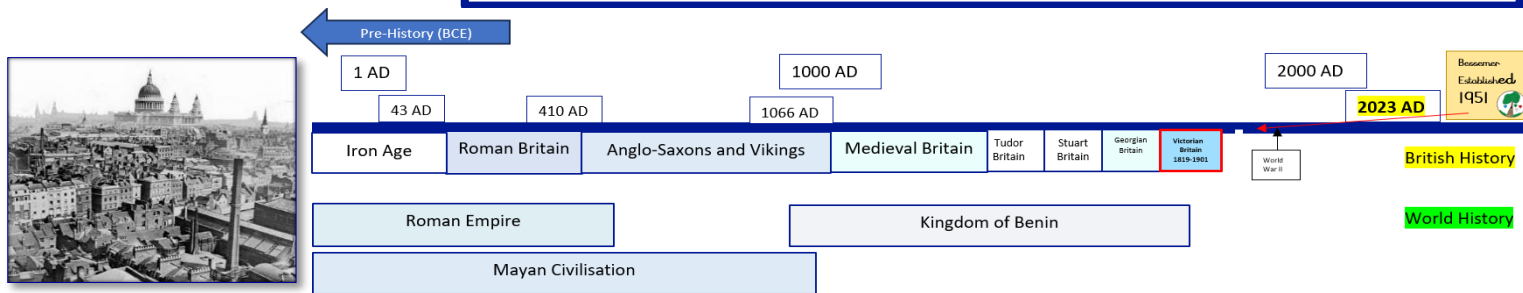 Pre-History (BCE)
1 AD
1000 AD
2000 AD
Bessemer
Established
1951
43 AD
410 AD
1066 AD
2023 AD
Iron Age
Roman Britain
Anglo-Saxons and Vikings
Medieval Britain
Tudor
Britain
Stuart
Britain
Georgian
Britain
Victorian
Britain
1819-1901
World
War II
British History
Roman Empire
Kingdom of Benin
World History
Mayan Civilisation